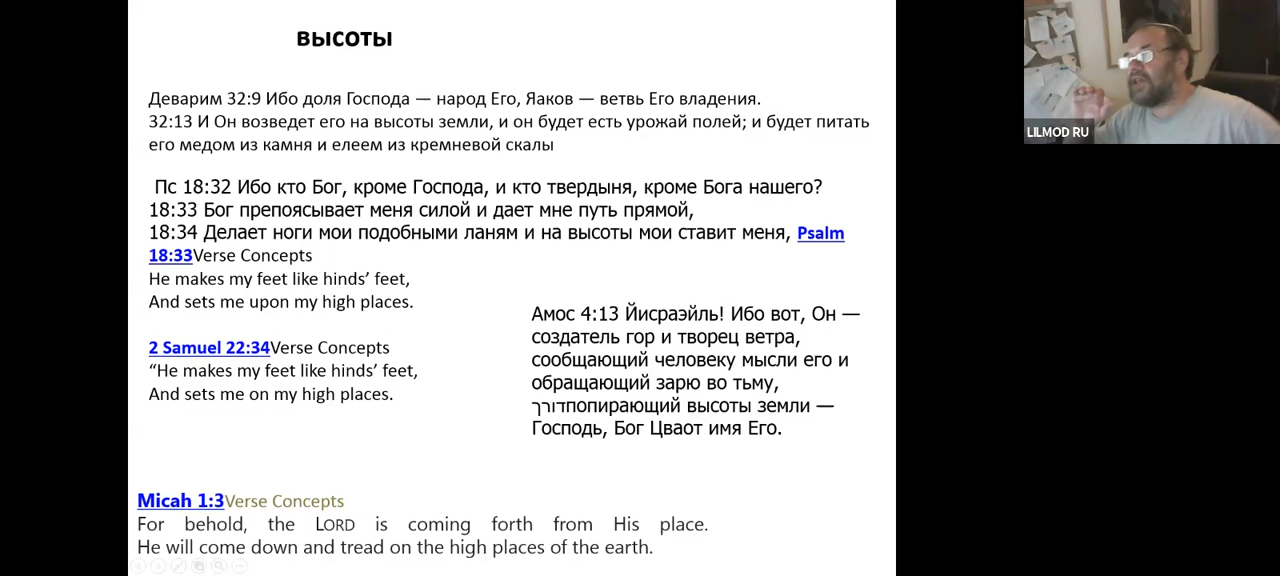 высоты
Деварим 32:9 Ибо доля Господа — народ Его, Яаков — ветвь Его владения.
32:13 И Он возведет его на высоты земли, и он будет есть урожай полей; и будет питать
его медом из камня и елеем из кремневой скалы
Пс 18:32 Ибо кто Бог, кроме Господа, и кто твердыня, кроме Бога нашего?
18:33 Бог препоясывает меня силой и дает мне путь прямой,
18:34 Делает ноги мои подобными ланям и на высоты мои ставит меня, Psalm
18:33Verse Concepts
He makes my feet like hinds’ feet,
And sets me upon my high places.
2 Samuel 22:34Verse Concepts
“He makes my feet like hinds’ feet,
And sets me on my high places.
Амос 4:13 Йисраэйль! Ибо вот, Он —
создатель гор и творец ветра,
сообщающий человеку мысли его и
обращающий зарю во тьму,
דורךпопирающий высоты земли —
Господь, Бог Цваот имя Его.
Micah 1:3Verse Concepts
For behold, the LORD is coming forth from His place.
He will come down and tread on the high places of the earth.
LILMOD RU